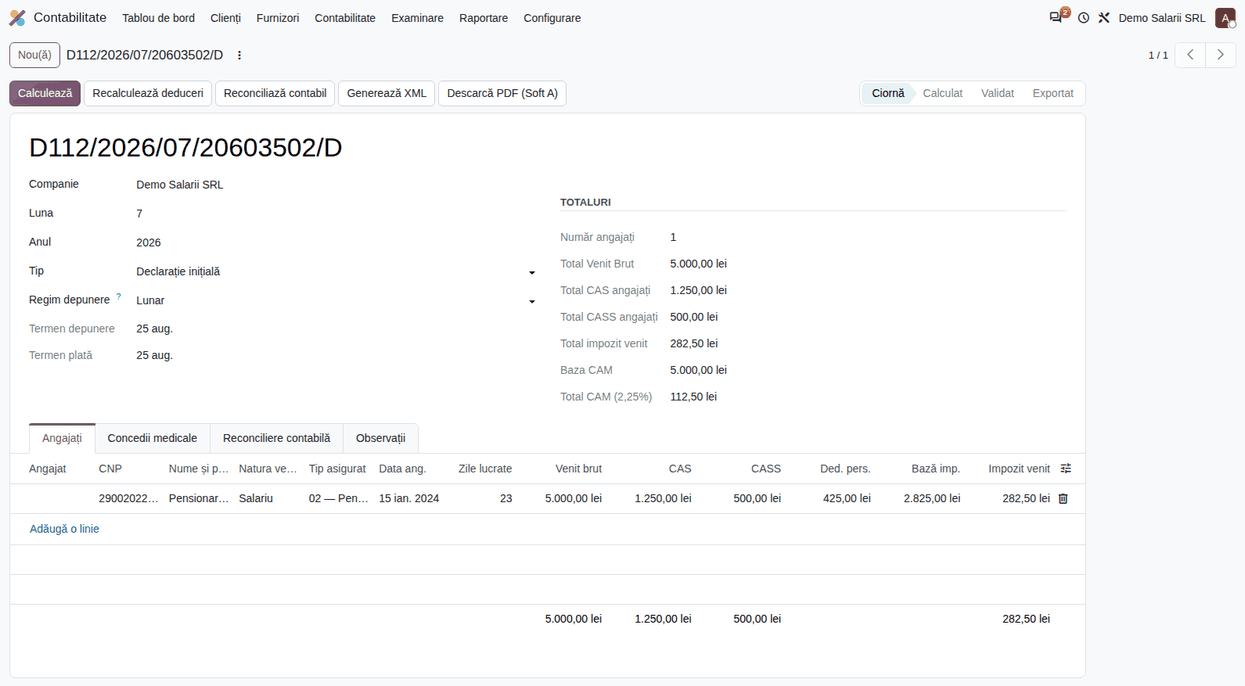 Contabilitate Tablou de bord Clienți Furnizori Contabilitate Examinare Raportare Configurare 2 Demo Salarii SRL A
Nou(ă) D112/2026/07/20603502/D 1 / 1
Calculează Recalculează deduceri Reconciliază contabil Generează XML Descarcă PDF (Soft A) Ciornă Calculat Validat Exportat
D112/2026/07/20603502/D
Companie Demo Salarii SRL
Luna 7
Anul 2026
Tip Declarație inițială
Regim depunere ? Lunar
Termen depunere 25 aug.
Termen plată 25 aug.
TOTALURI
Număr angajați 1
Total Venit Brut 5.000,00 lei
Total CAS angajați 1.250,00 lei
Total CASS angajați 500,00 lei
Total impozit venit 282,50 lei
Baza CAM 5.000,00 lei
Total CAM (2,25%) 112,50 lei
Angajați Concedii medicale Reconciliere contabilă Observații
Angajat CNP Nume și p... Natura ve... Tip asigurat Data ang. Zile lucrate Venit brut CAS CASS Ded. pers. Bază imp. Impozit venit
29002022... Pensionar... Salariu 02 — Pen... 15 ian. 2024 23 5.000,00 lei 1.250,00 lei 500,00 lei 425,00 lei 2.825,00 lei 282,50 lei
Adăugă o linie
5.000,00 lei 1.250,00 lei 500,00 lei 282,50 lei